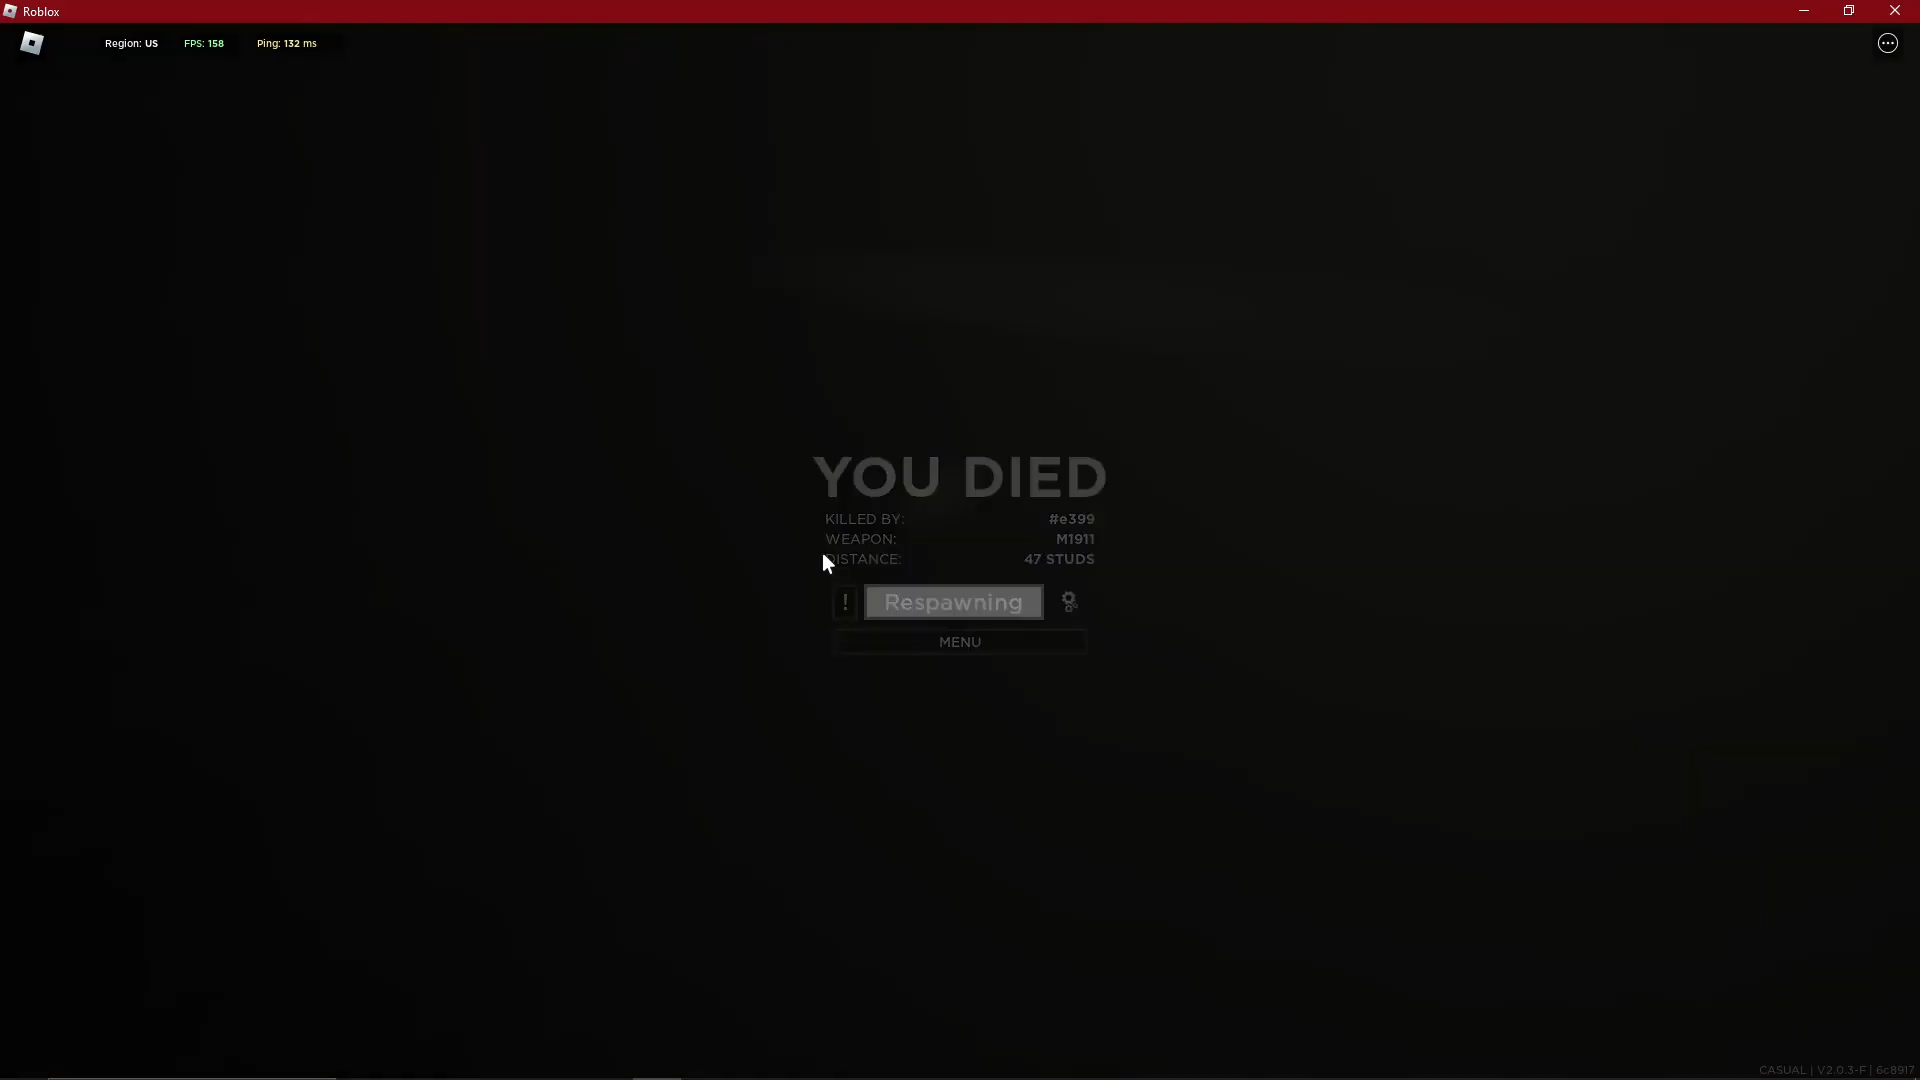 Roblox
Region: US FPS: 158 Ping: 132 ms
YOU DIED
KILLED BY: #e399
WEAPON: M1911
DISTANCE: 47 STUDS
! Respawning
MENU
CASUAL | V2.0.3-F | 6c8917